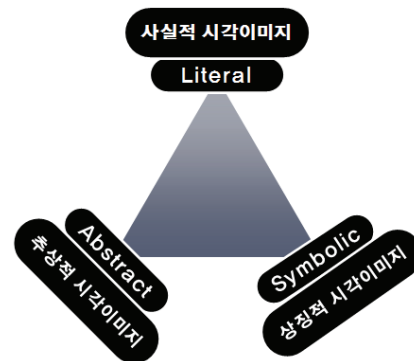 사실적 시각이미지
Literal
Abstract
추상적 시각이미지
Symbolic
상징적 시각이미지